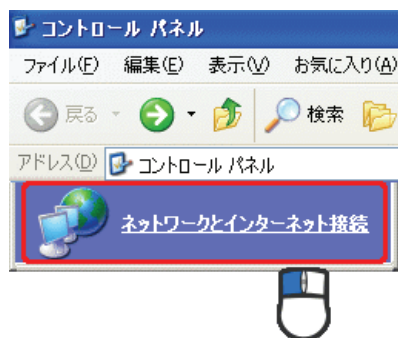 コントロール パネル
ファイル(F) 編集(E) 表示(V) お気に入り(A)
戻る 検索
アドレス(D) コントロール パネル
ネットワークとインターネット接続